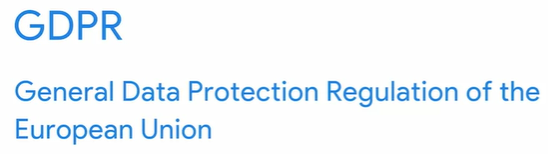 GDPR
General Data Protection Regulation of the
European Union